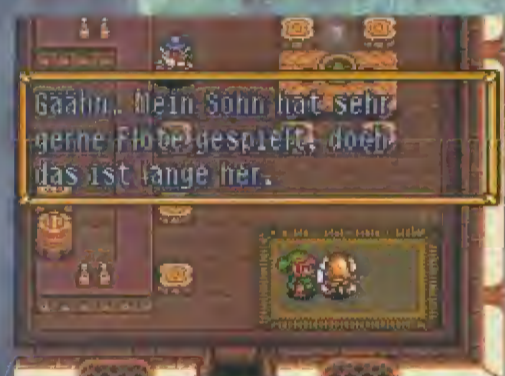 Gäähn. Mein Sohn hat sehr
gerne Flöte gespielt, doch
das ist lange her.